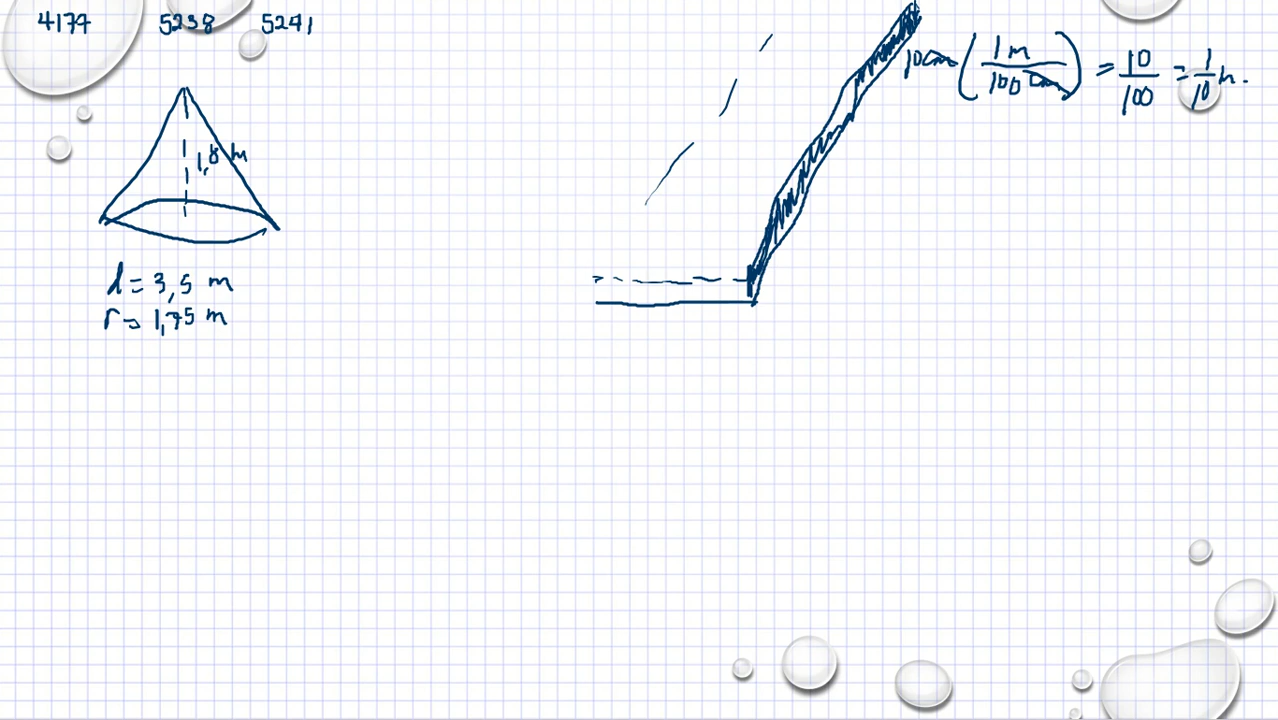 4174 5238 5241
10cm (1m/100cm) = 10/100 = 1/10 m.
1,8 m
d = 3,5 m
r = 1,75 m